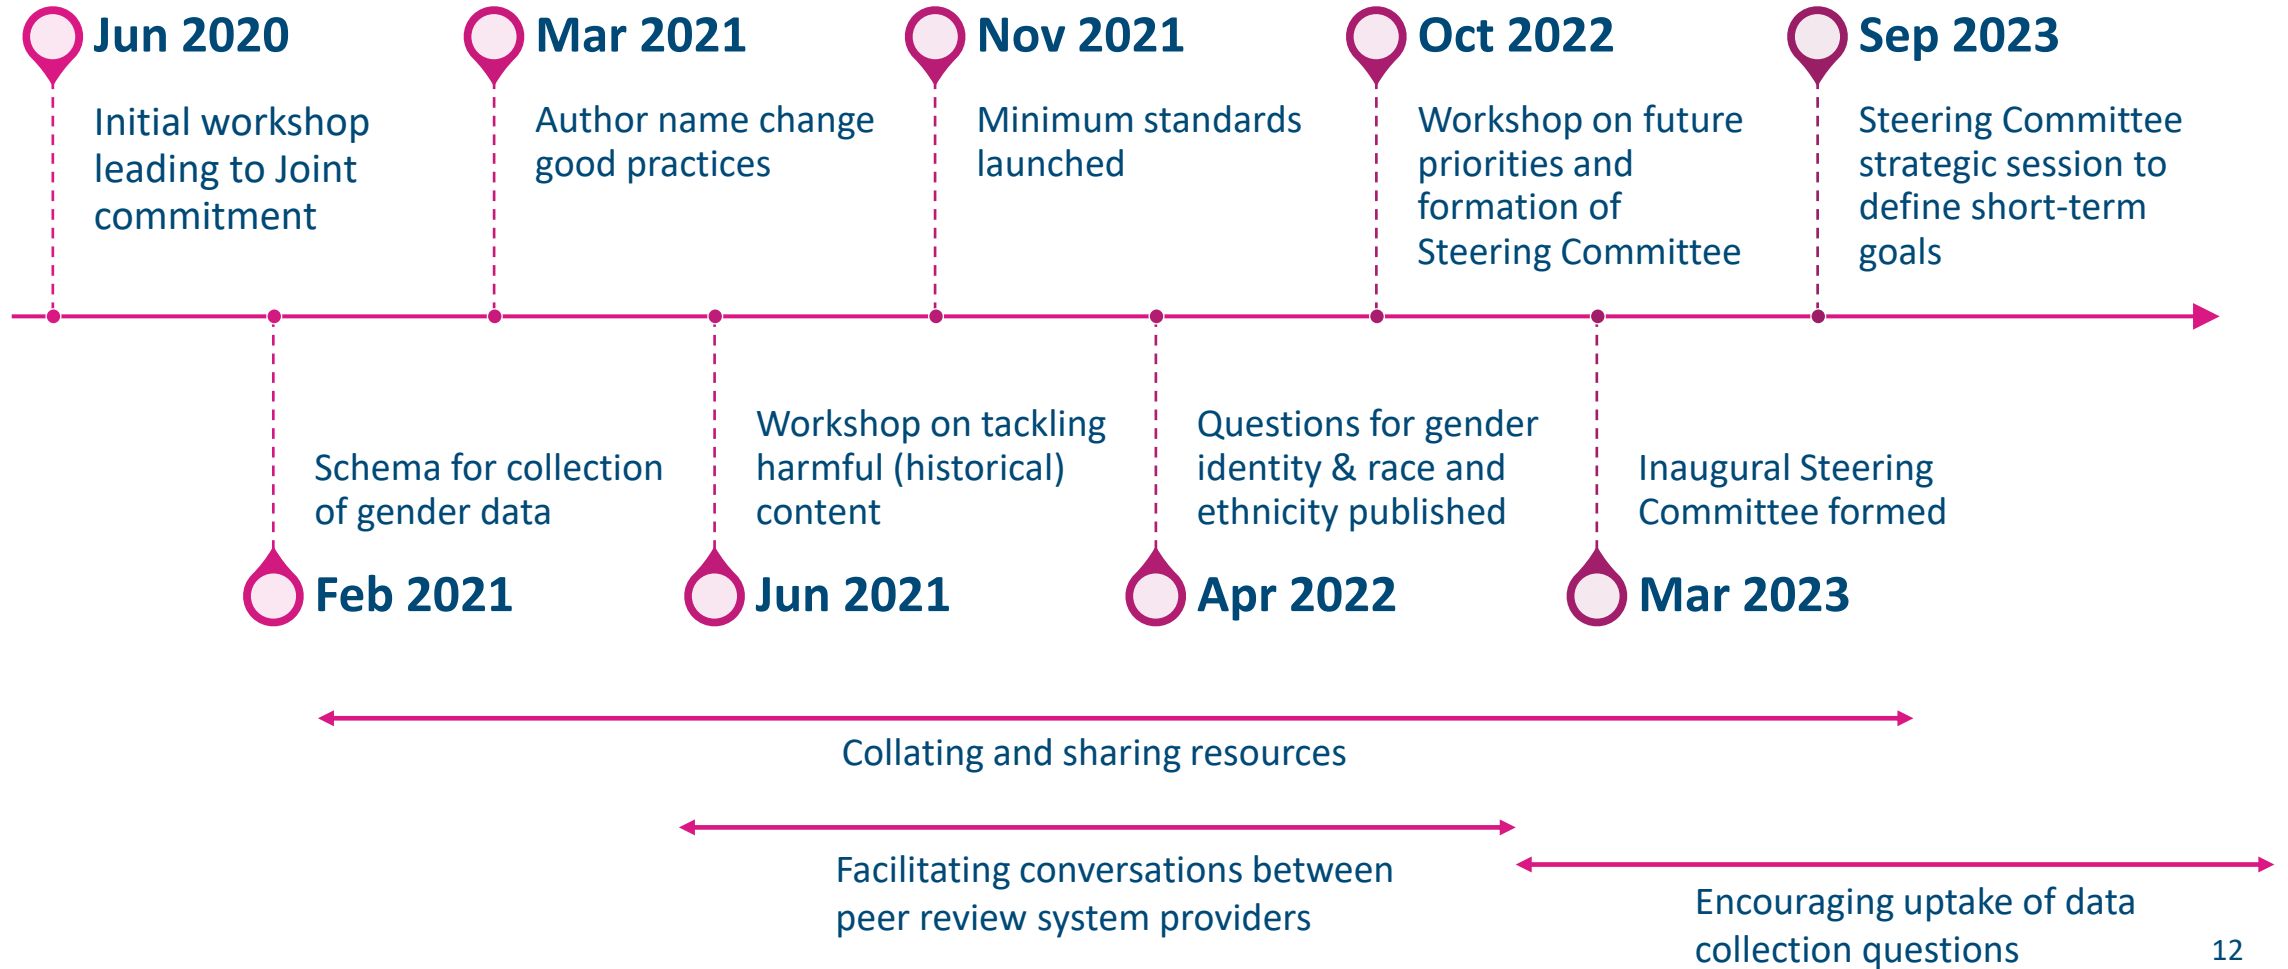 Jun 2020
Initial workshop
leading to Joint
commitment
Mar 2021
Author name change
good practices
Nov 2021
Minimum standards
launched
Oct 2022
Workshop on future
priorities and
formation of
Steering Committee
Sep 2023
Steering Committee
strategic session to
define short-term
goals
Schema for collection
of gender data
Feb 2021
Workshop on tackling
harmful (historical)
content
Jun 2021
Questions for gender
identity & race and
ethnicity published
Apr 2022
Inaugural Steering
Committee formed
Mar 2023
Collating and sharing resources
Facilitating conversations between
peer review system providers
Encouraging uptake of data
collection questions
12